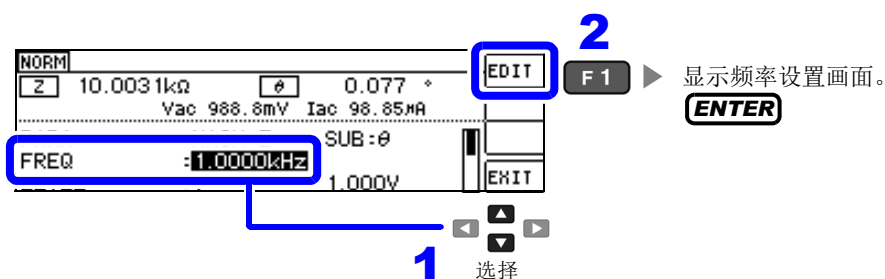 2
NORM
EDIT
F1
显示频率设置画面。
Z 10.0031kΩ θ 0.077 °
ENTER
Vac 988.8mV Iac 98.85μA
SUB:θ
FREQ :1.0000kHz
1.000V
EXIT
1
选择